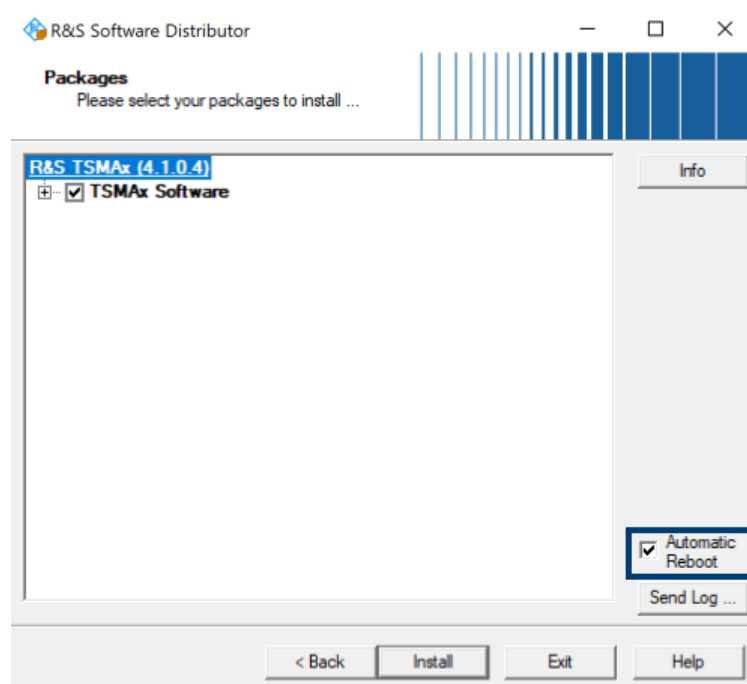 R&S Software Distributor
Packages
Please select your packages to install ...
R&S TSMAx (4.1.0.4)
TSMAx Software
Info
Automatic
Reboot
Send Log ...
< Back
Install
Exit
Help